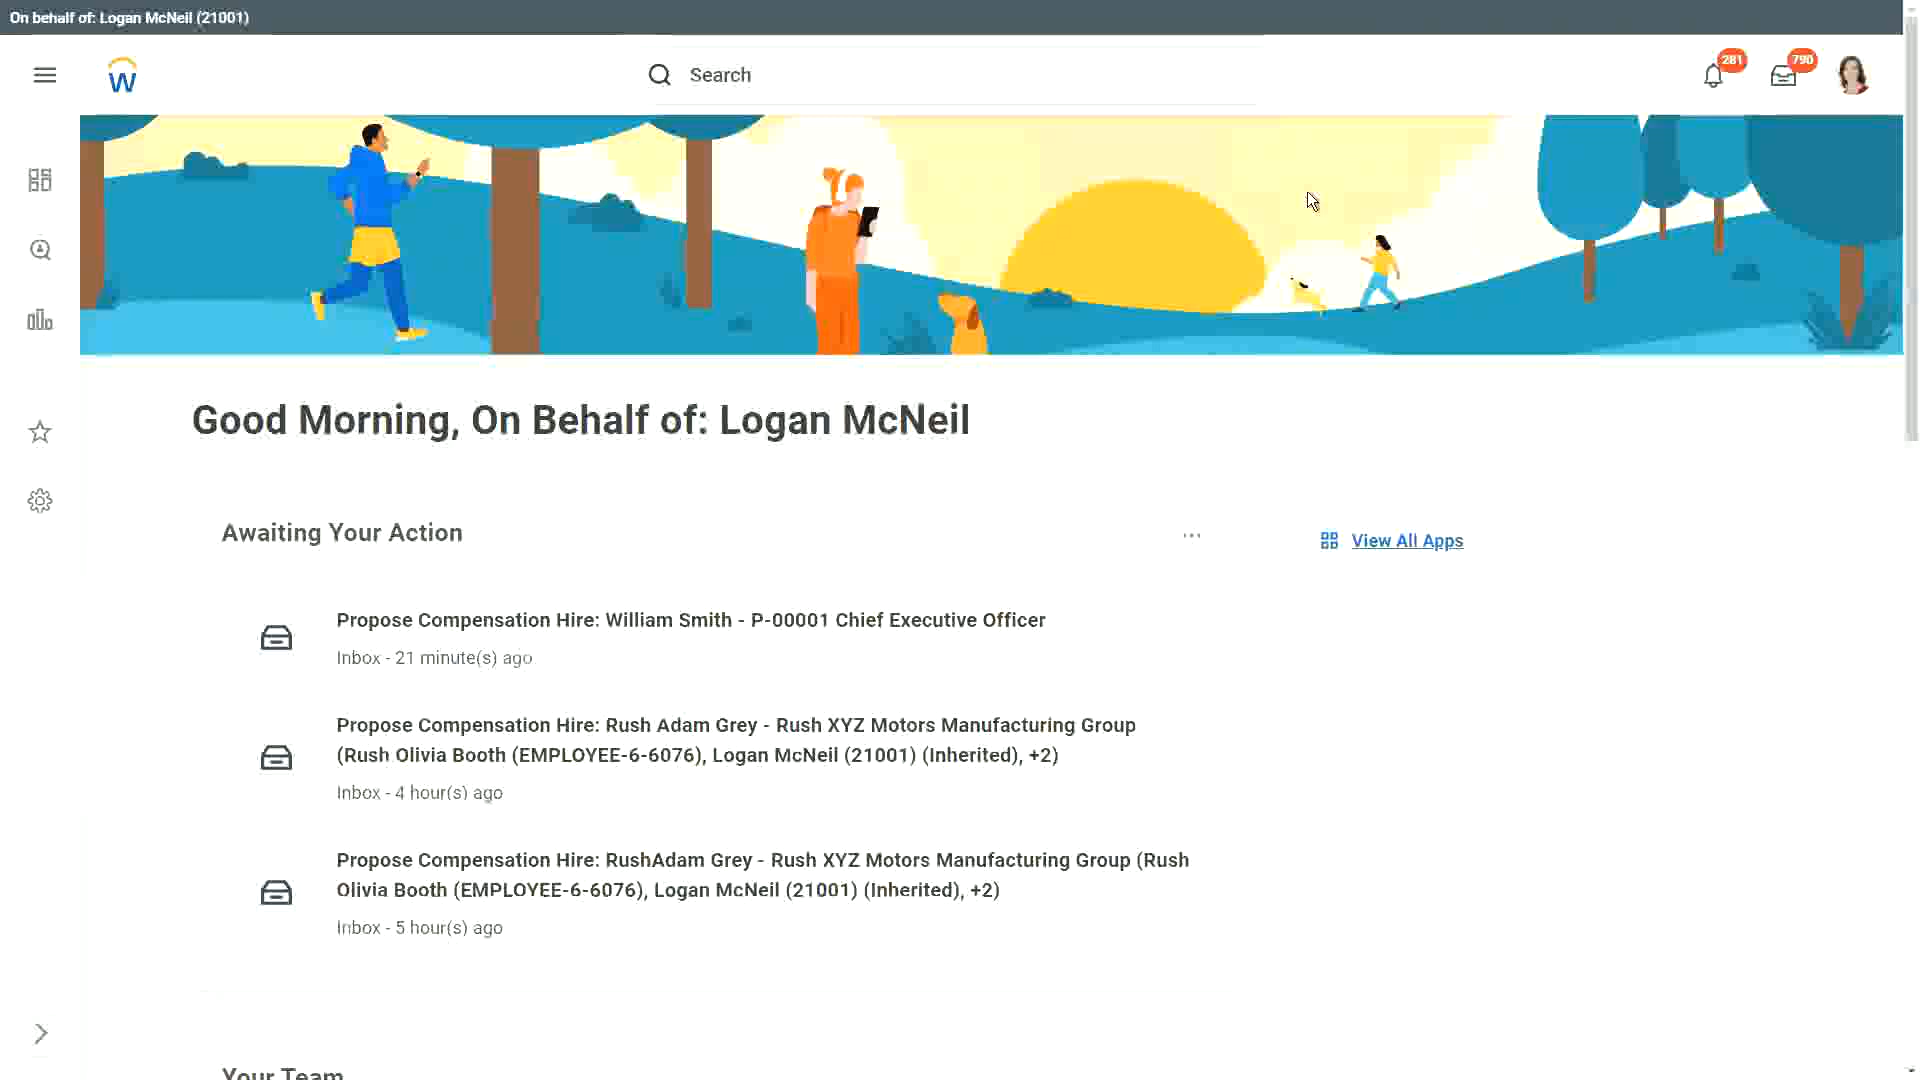 On behalf of: Logan McNeil (21001)
W
Search
281
790
Good Morning, On Behalf of: Logan McNeil
Awaiting Your Action
View All Apps
Propose Compensation Hire: William Smith - P-00001 Chief Executive Officer
Inbox - 21 minute(s) ago
Propose Compensation Hire: Rush Adam Grey - Rush XYZ Motors Manufacturing Group
(Rush Olivia Booth (EMPLOYEE-6-6076), Logan McNeil (21001) (Inherited), +2)
Inbox - 4 hour(s) ago
Propose Compensation Hire: RushAdam Grey - Rush XYZ Motors Manufacturing Group (Rush
Olivia Booth (EMPLOYEE-6-6076), Logan McNeil (21001) (Inherited), +2)
Inbox - 5 hour(s) ago
Your Team